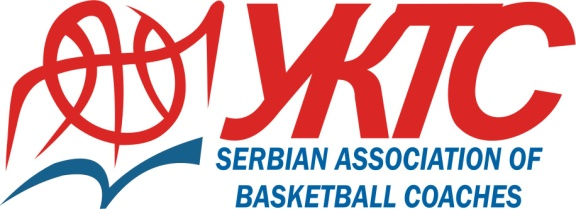 УКТС
SERBIAN ASSOCIATION OF
BASKETBALL COACHES